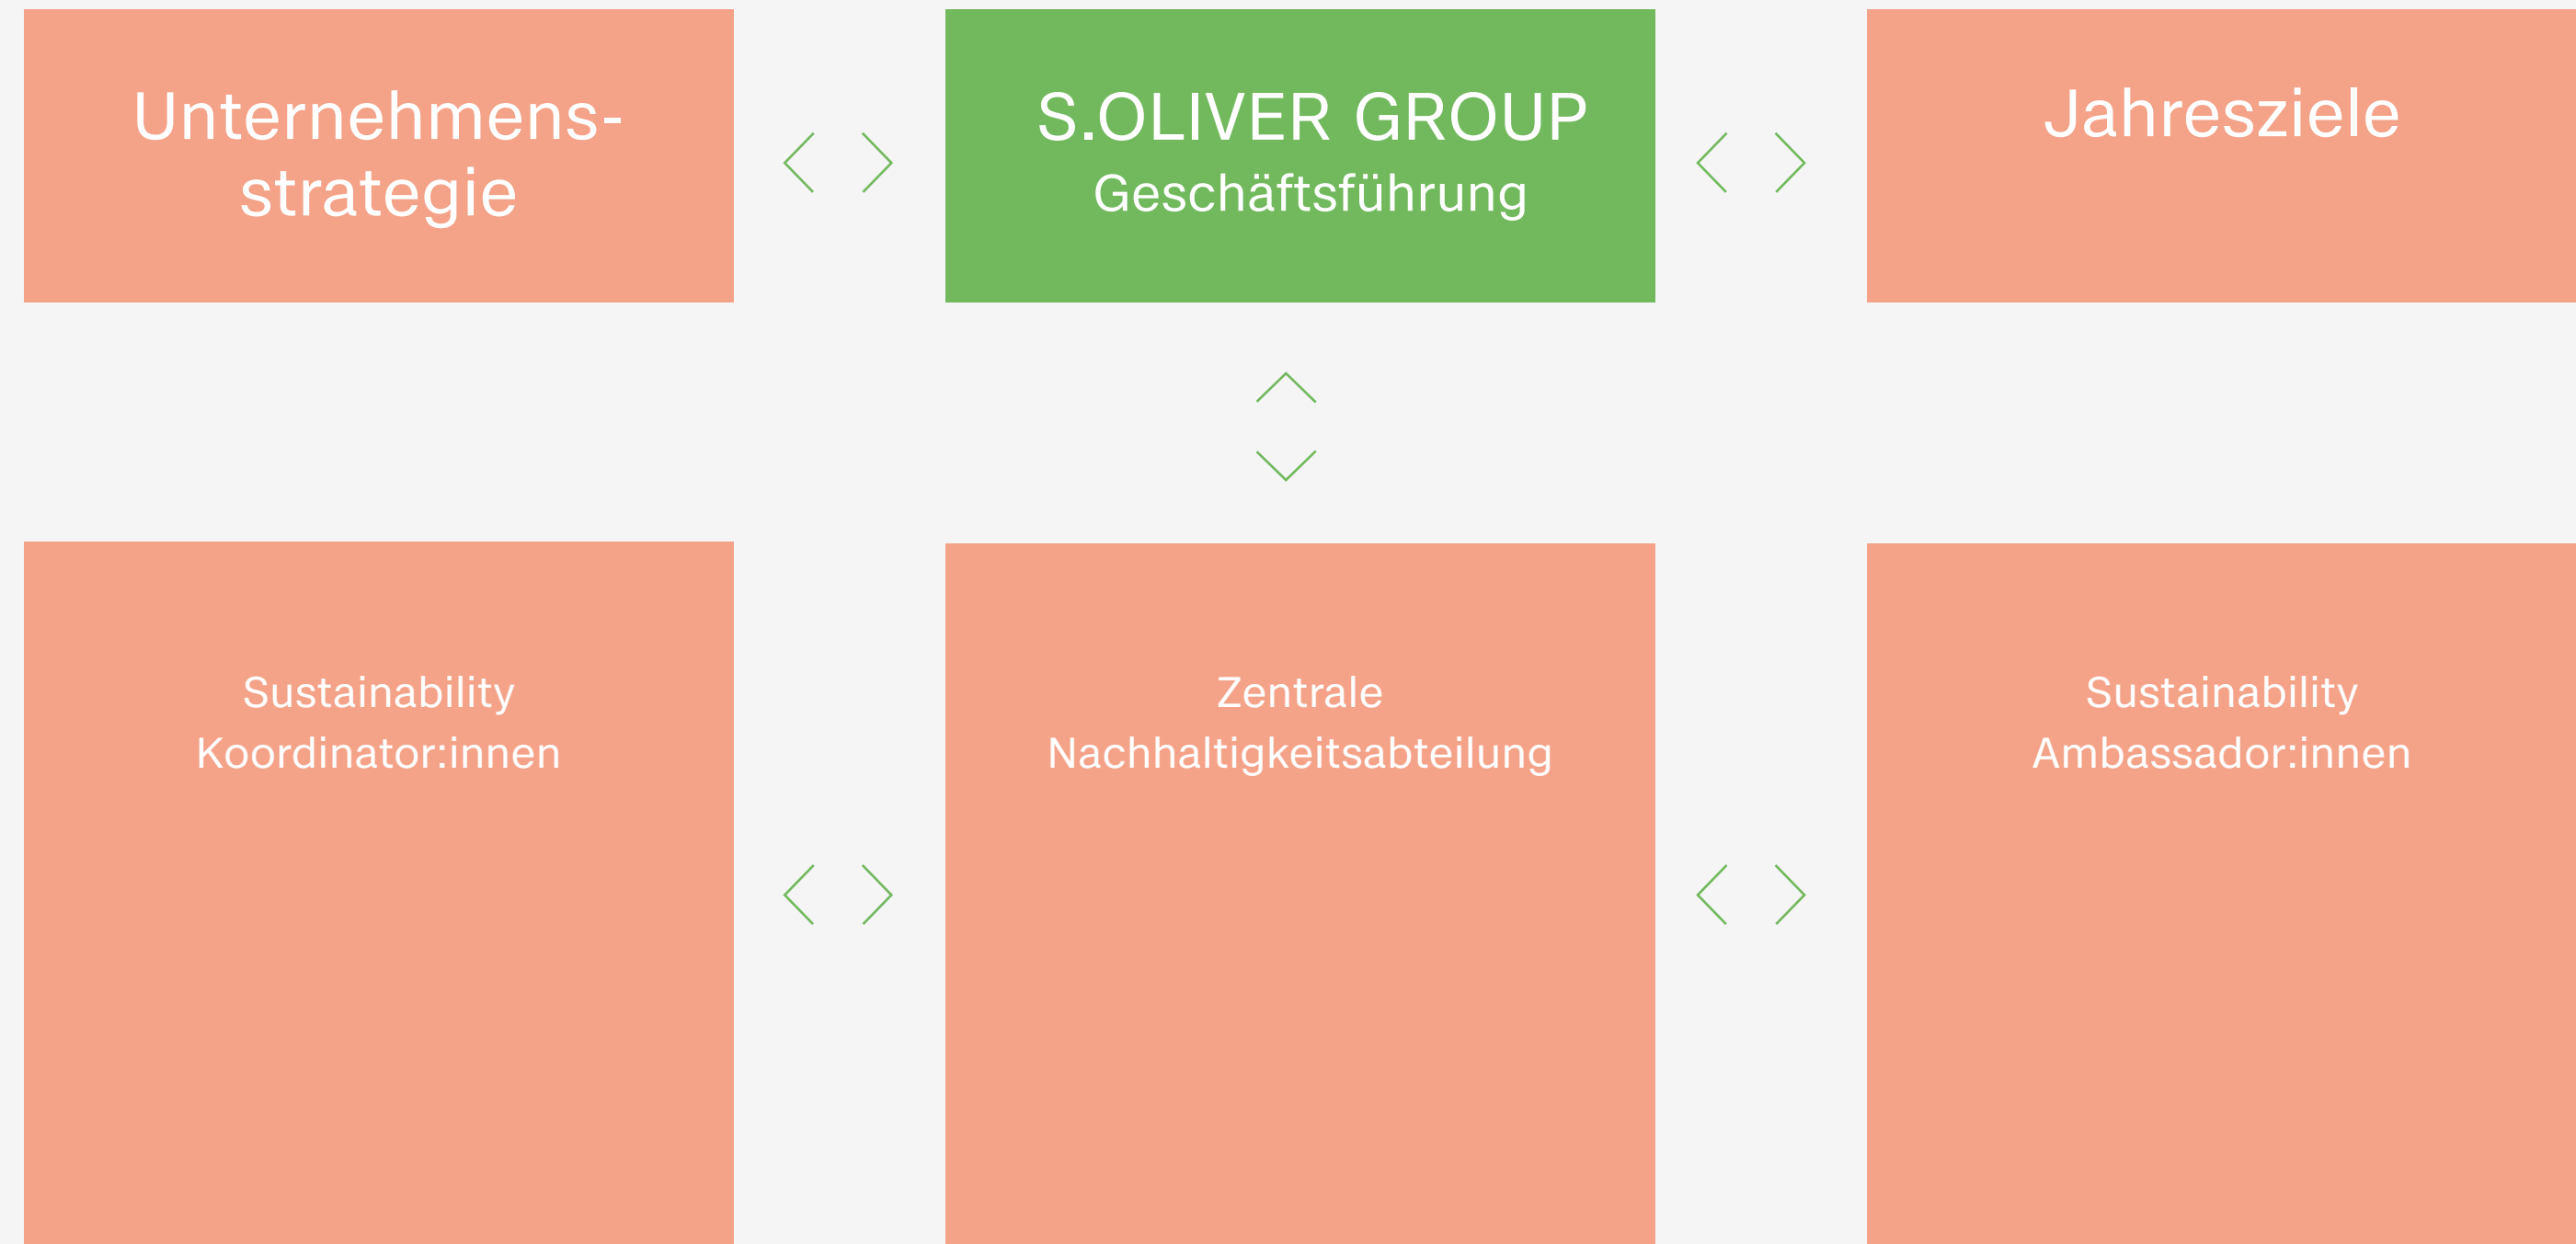 Unternehmens-
strategie
S.OLIVER GROUP
Geschäftsführung
Jahresziele
Sustainability
Koordinator:innen
Zentrale
Nachhaltigkeitsabteilung
Sustainability
Ambassador:innen